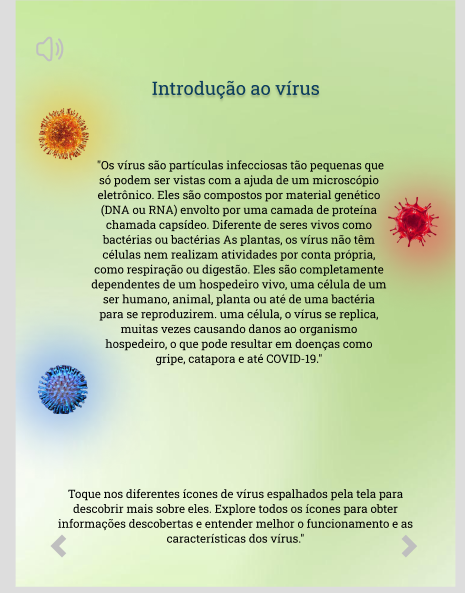 Introdução ao vírus
"Os vírus são partículas infecciosas tão pequenas que
só podem ser vistas com a ajuda de um microscópio
eletrônico. Eles são compostos por material genético
(DNA ou RNA) envolto por uma camada de proteína
chamada capsídeo. Diferente de seres vivos como
bactérias ou bactérias As plantas, os vírus não têm
células nem realizam atividades por conta própria,
como respiração ou digestão. Eles são completamente
dependentes de um hospedeiro vivo, uma célula de um
ser humano, animal, planta ou até de uma bactéria
para se reproduzirem. uma célula, o vírus se replica,
muitas vezes causando danos ao organismo
hospedeiro, o que pode resultar em doenças como
gripe, catapora e até COVID-19."
Toque nos diferentes ícones de vírus espalhados pela tela para
descobrir mais sobre eles. Explore todos os ícones para obter
informações descobertas e entender melhor o funcionamento e as
características dos vírus."